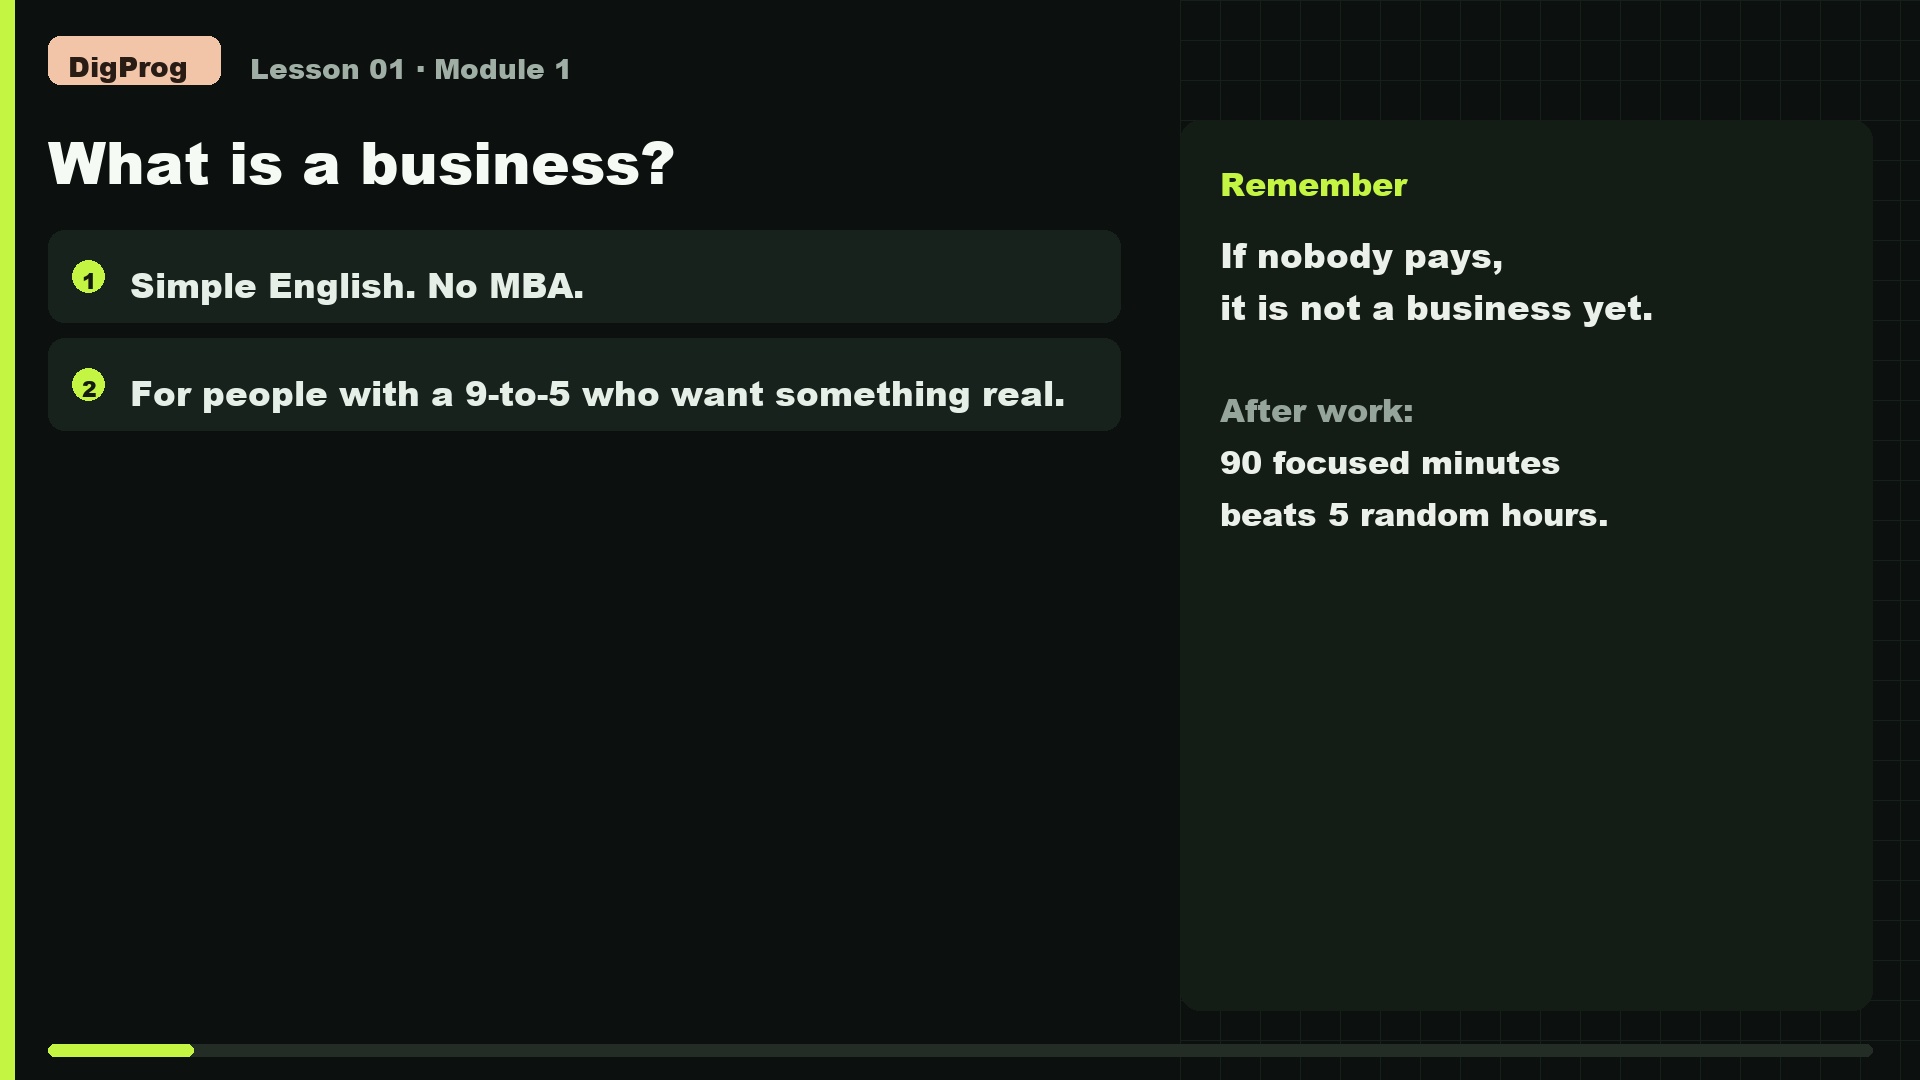 DigProg
Lesson 01 · Module 1
What is a business?
1 Simple English. No MBA.
2 For people with a 9-to-5 who want something real.
Remember
If nobody pays,
it is not a business yet.
After work:
90 focused minutes
beats 5 random hours.